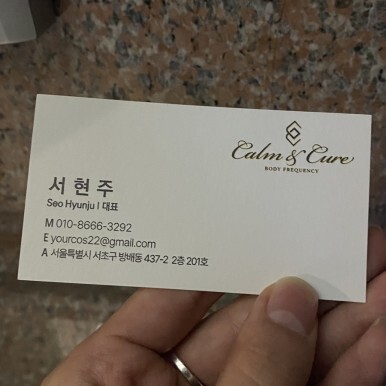 Calm & Cure
BODY FREQUENCY
서현주
Seo Hyunju I 대표
M 010-8666-3292
E yourcos22@gmail.com
A 서울특별시 서초구 방배동 437-2 2층 201호